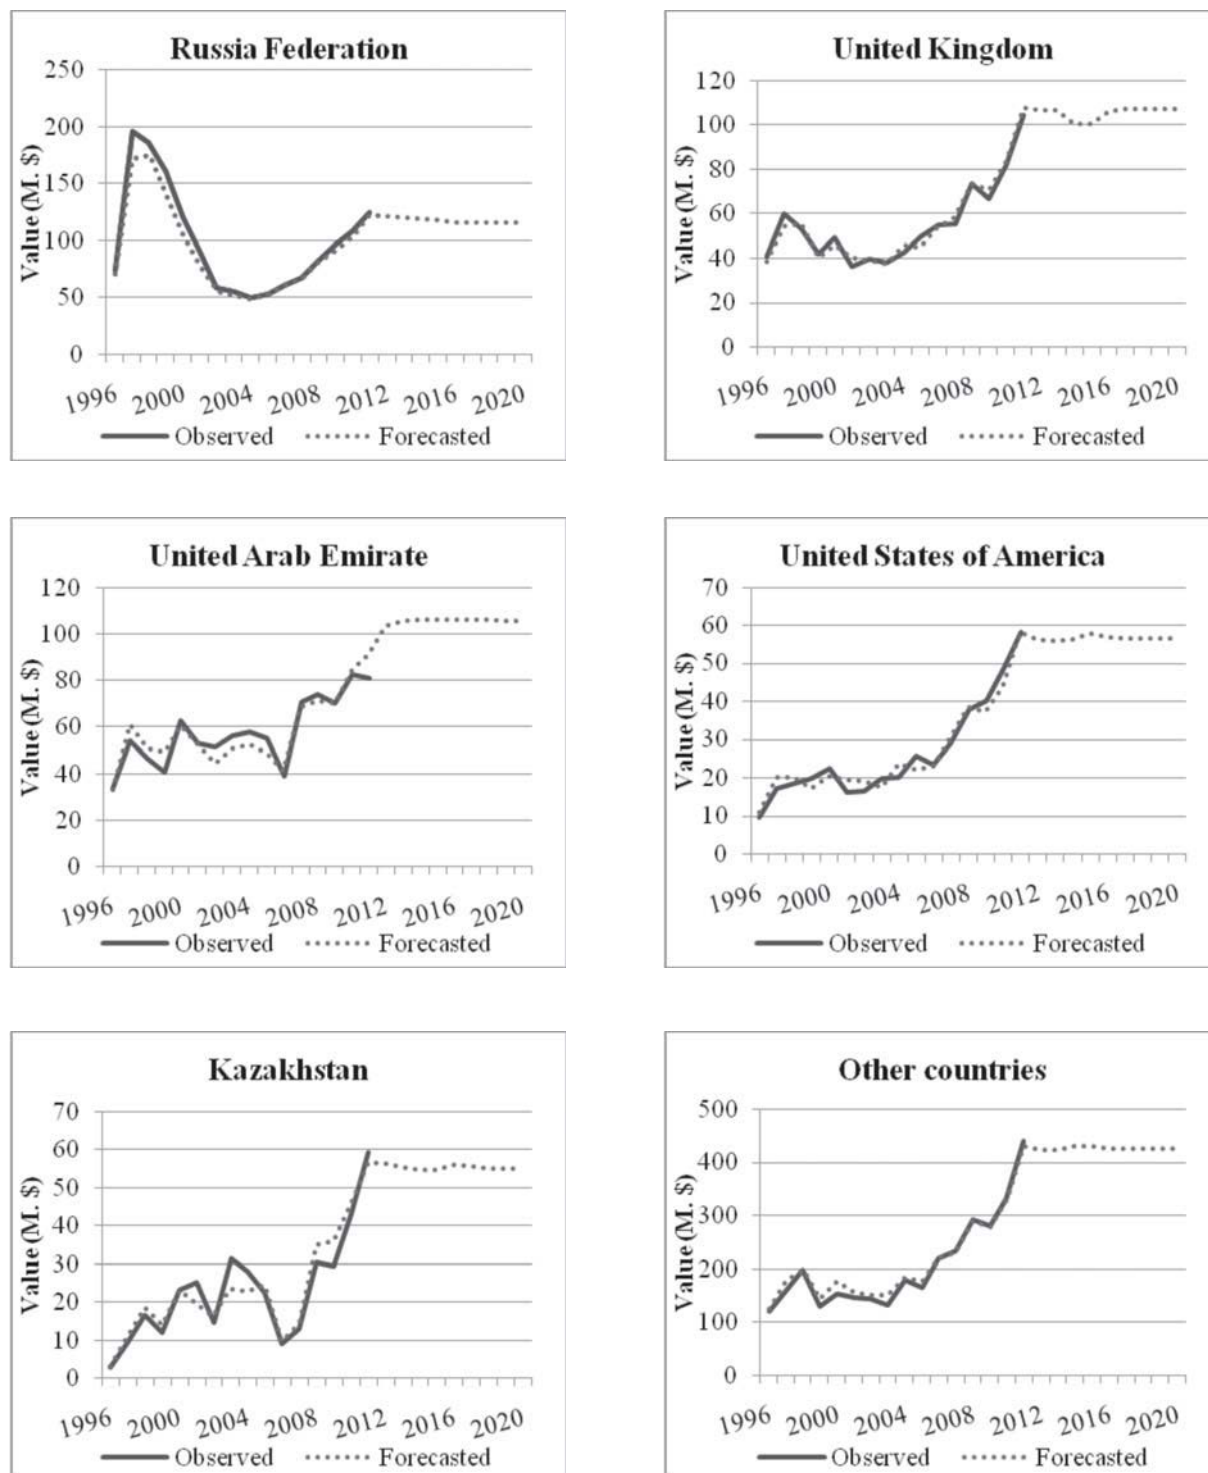 Russia Federation
Value (M. $)
250
200
150
100
50
0
1996 2000 2004 2008 2012 2016 2020
Observed Forecasted
United Kingdom
Value (M. $)
120
100
80
60
40
20
0
1996 2000 2004 2008 2012 2016 2020
Observed Forecasted
United Arab Emirate
Value (M. $)
120
100
80
60
40
20
0
1996 2000 2004 2008 2012 2016 2020
Observed Forecasted
United States of America
Value (M. $)
70
60
50
40
30
20
10
0
1996 2000 2004 2008 2012 2016 2020
Observed Forecasted
Kazakhstan
Value (M. $)
70
60
50
40
30
20
10
0
1996 2000 2004 2008 2012 2016 2020
Observed Forecasted
Other countries
Value (M. $)
500
400
300
200
100
0
1996 2000 2004 2008 2012 2016 2020
Observed Forecasted